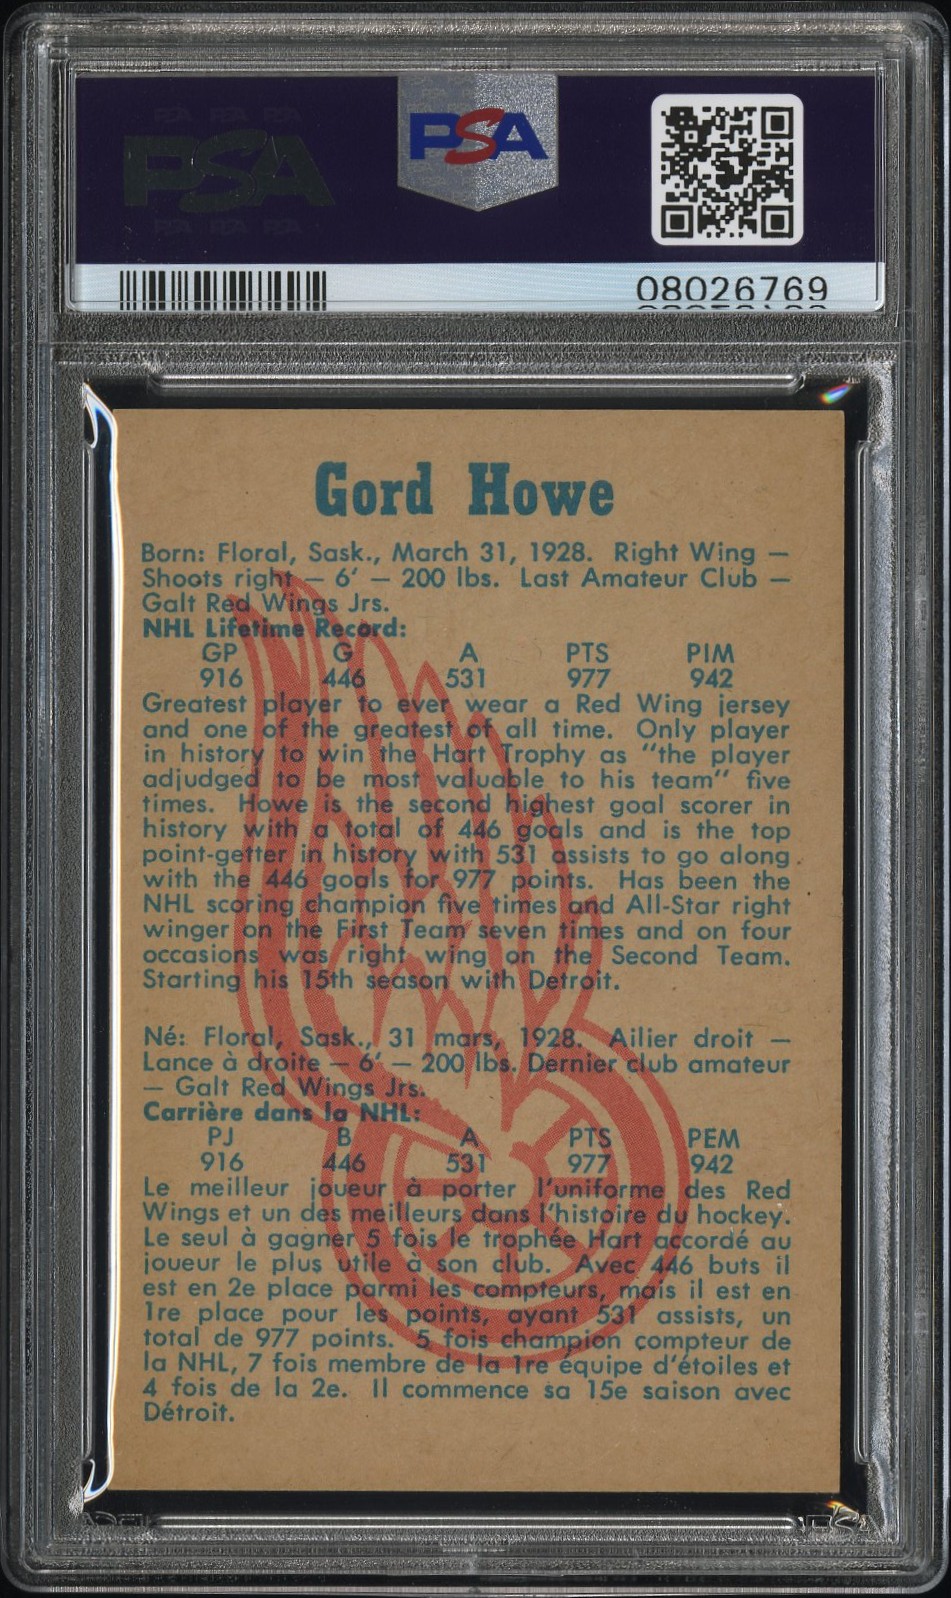 PSA
PSA
08026769
Gord Howe
Born: Floral, Sask., March 31, 1928. Right Wing —
Shoots right — 6' — 200 lbs. Last Amateur Club —
Galt Red Wings Jrs.
NHL Lifetime Record:
GP G A PTS PIM
916 446 531 977 942
Greatest player to ever wear a Red Wing jersey
and one of the greatest of all time. Only player
in history to win the Hart Trophy as "the player
adjudged to be most valuable to his team" five
times. Howe is the second highest goal scorer in
history with a total of 446 goals and is the top
point-getter in history with 531 assists to go along
with the 446 goals for 977 points. Has been the
NHL scoring champion five times and All-Star right
winger on the First Team seven times and on four
occasions was right wing on the Second Team.
Starting his 15th season with Detroit.
Né: Floral, Sask., 31 mars, 1928. Ailier droit —
Lance à droite — 6' — 200 lbs. Dernier club amateur
— Galt Red Wings Jrs.
Carrière dans la NHL:
PJ B A PTS PEM
916 446 531 977 942
Le meilleur joueur à porter l'uniforme des Red
Wings et un des meilleurs dans l'histoire du hockey.
Le seul à gagner 5 fois le trophée Hart accordé au
joueur le plus utile à son club. Avec 446 buts il
est en 2e place parmi les compteurs, mais il est en
1re place pour les points, ayant 531 assists, un
total de 977 points. 5 fois champion compteur de
la NHL, 7 fois membre de la 1re équipe d'étoiles et
4 fois de la 2e. Il commence sa 15e saison avec
Détroit.